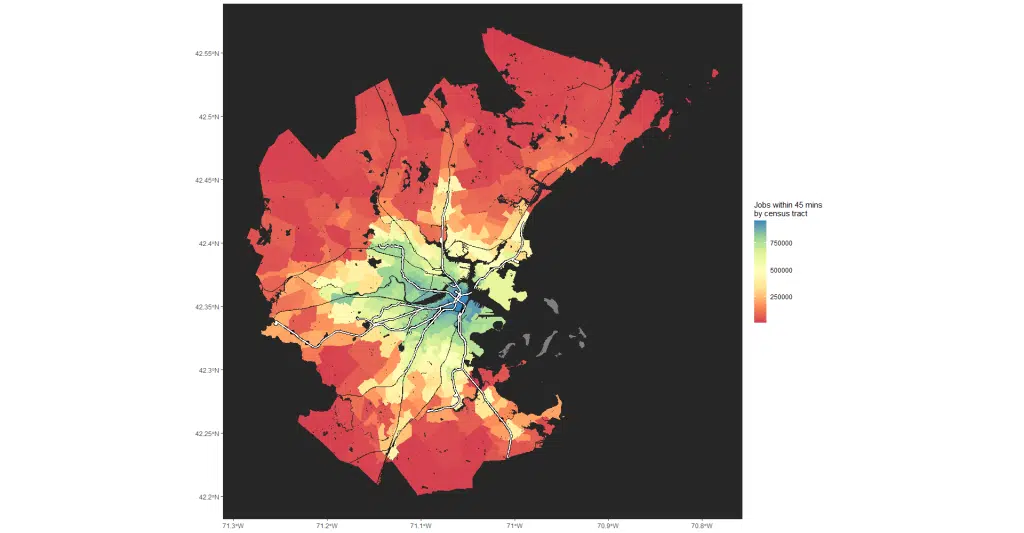 42.55°N
42.5°N
42.45°N
42.4°N
42.35°N
42.3°N
42.25°N
42.2°N
71.3°W
71.2°W
71.1°W
71°W
70.9°W
70.8°W
Jobs within 45 mins
by census tract
750000
500000
250000